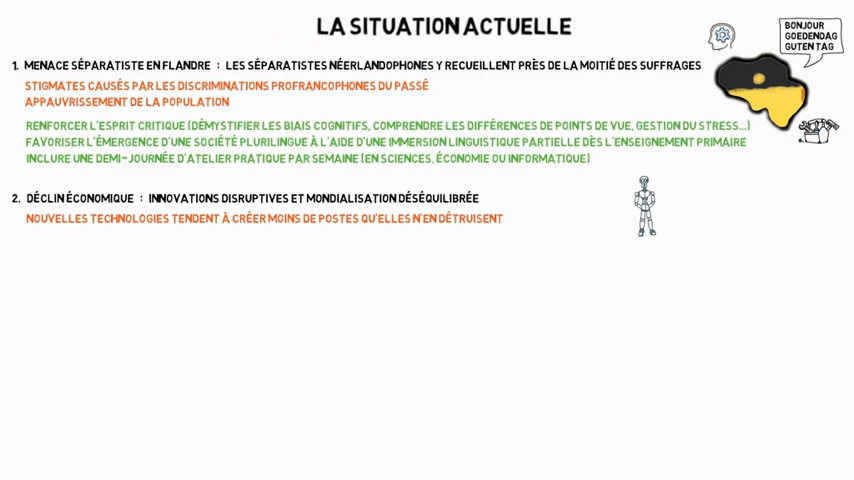 LA SITUATION ACTUELLE
BONJOUR
GOEDENDAG
GUTEN TAG
1. MENACE SÉPARATISTE EN FLANDRE : LES SÉPARATISTES NÉERLANDOPHONES Y RECUEILLENT PRÈS DE LA MOITIÉ DES SUFFRAGES
STIGMATES CAUSÉS PAR LES DISCRIMINATIONS PROFRANCOPHONES DU PASSÉ
APPAUVRISSEMENT DE LA POPULATION
RENFORCER L'ESPRIT CRITIQUE (DÉMYSTIFIER LES BIAIS COGNITIFS, COMPRENDRE LES DIFFÉRENCES DE POINTS DE VUE, GESTION DU STRESS...)
FAVORISER L'ÉMERGENCE D'UNE SOCIÉTÉ PLURILINGUE À L'AIDE D'UNE IMMERSION LINGUISTIQUE PARTIELLE DÈS L'ENSEIGNEMENT PRIMAIRE
INCLURE UNE DEMI-JOURNÉE D'ATELIER PRATIQUE PAR SEMAINE (EN SCIENCES, ÉCONOMIE OU INFORMATIQUE)
2. DÉCLIN ÉCONOMIQUE : INNOVATIONS DISRUPTIVES ET MONDIALISATION DÉSÉQUILIBRÉE
NOUVELLES TECHNOLOGIES TENDENT À CRÉER MOINS DE POSTES QU'ELLES N'EN DÉTRUISENT